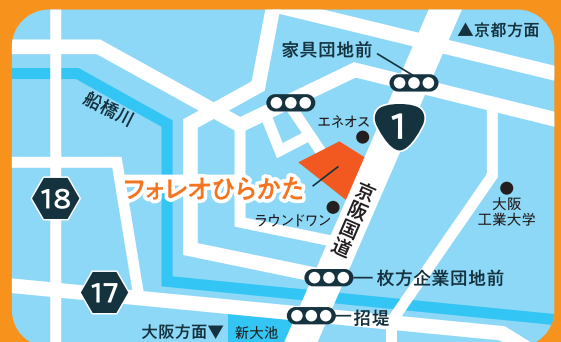 ▲京都方面
家具団地前
エネオス
1
船橋川
フォレオひらかた
18
ラウンドワン
京阪国道
大阪
工業大学
枚方企業団地前
17
招堤
大阪方面▼
新大池